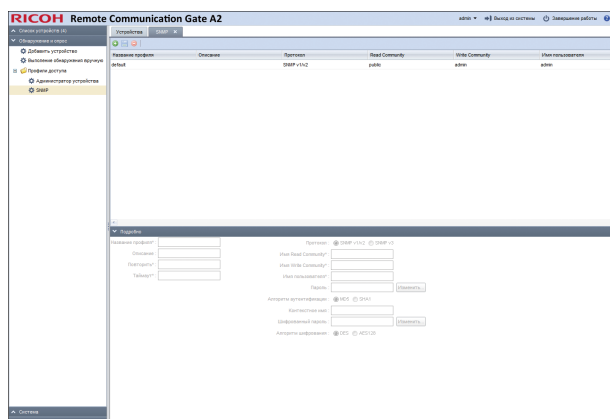 RICOH Remote Communication Gate A2
admin Выход из системы Завершение работы
Список устройств (A)
Обнаружение и опрос
Добавить устройство
Выполнение обнаружения вручную
Профили доступа
Администратор устройства
SNMP
Устройства SNMP
Название профиля Описание Протокол Read Community Write Community Имя пользователя
default SNMP v1/v2 public admin admin
Подробно
Название профиля*:
Описание:
Повторить*:
Таймаут*:
Протокол: SNMP v1/v2 SNMP v3
Имя Read Community*:
Имя Write Community*:
Имя пользователя*:
Пароль: Изменить...
Алгоритм аутентификации: MD5 SHA1
Контекстное имя:
Шифрованный пароль: Изменить...
Алгоритм шифрования: DES AES128
Система